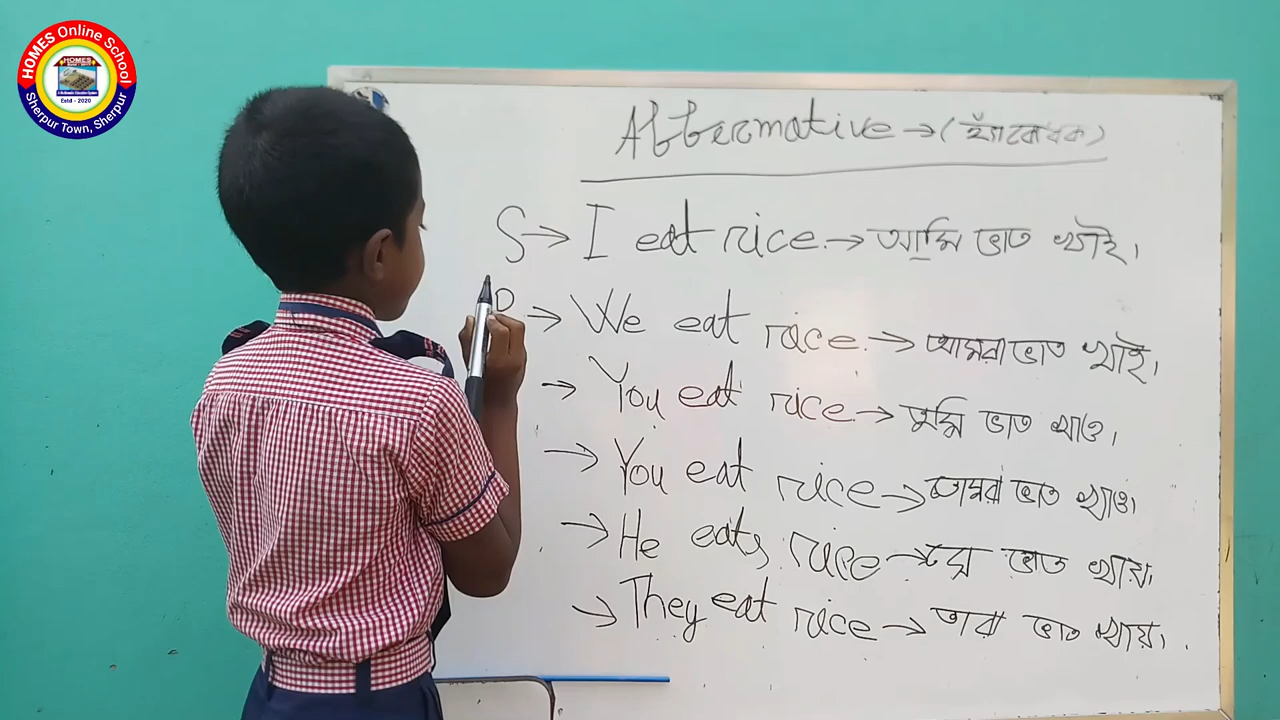 HOMES Online School
HOMES
Estd - 2020
Sherpur Town, Sherpur
Affermative → (হ্যাঁবোধক)
S → I eat rice. → আমি ভাত খাই।
P → We eat rice. → আমরা ভাত খাই।
→ You eat rice → তুমি ভাত খাও।
→ You eat rice → তোমরা ভাত খাও।
→ He eats rice → সে ভাত খায়।
→ They eat rice → তারা ভাত খায়।